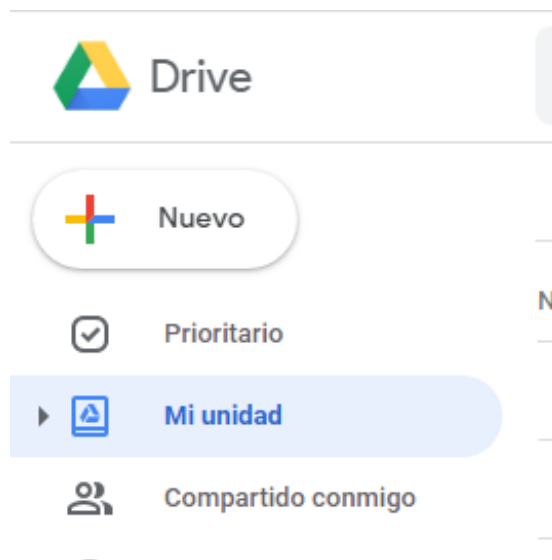 Drive
Nuevo
N
Prioritario
Mi unidad
Compartido conmigo